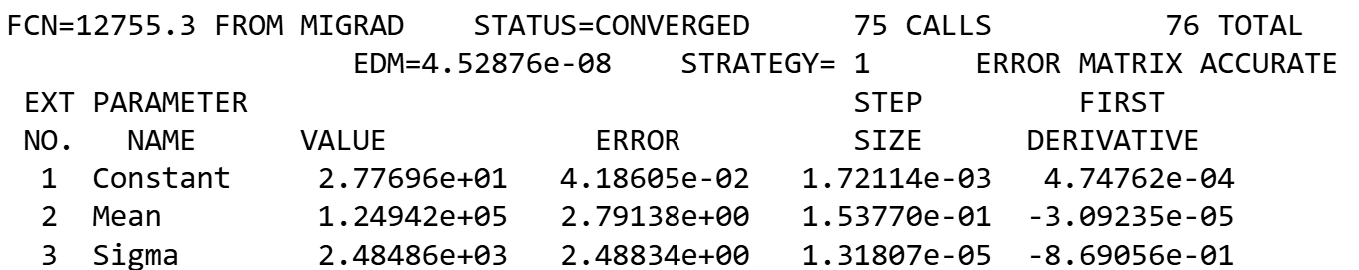 FCN=12755.3 FROM MIGRAD    STATUS=CONVERGED      75 CALLS          76 TOTAL
                    EDM=4.52876e-08    STRATEGY= 1      ERROR MATRIX ACCURATE
 EXT PARAMETER                                   STEP         FIRST
 NO.   NAME      VALUE            ERROR          SIZE      DERIVATIVE
  1  Constant     2.77696e+01   4.18605e-02   1.72114e-03   4.74762e-04
  2  Mean         1.24942e+05   2.79138e+00   1.53770e-01  -3.09235e-05
  3  Sigma        2.48486e+03   2.48834e+00   1.31807e-05  -8.69056e-01